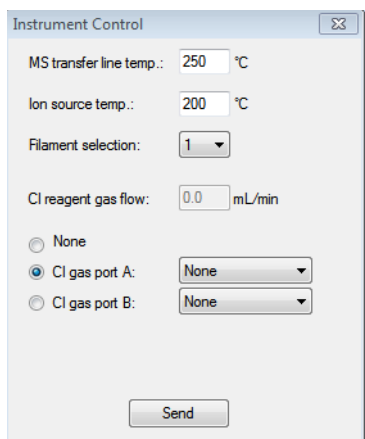 Instrument Control
MS transfer line temp.: 250 °C
Ion source temp.: 200 °C
Filament selection: 1
CI reagent gas flow: 0.0 mL/min
None
CI gas port A: None
CI gas port B: None
Send